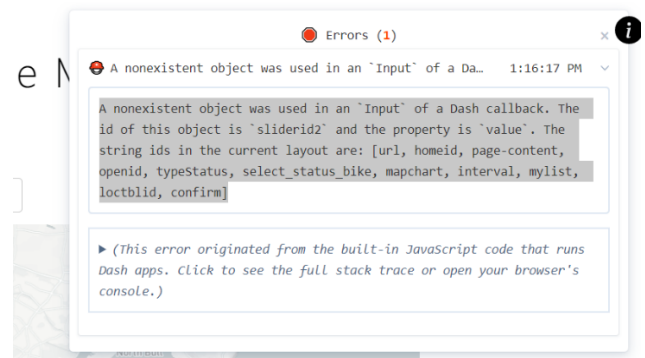 Errors (1)
×
i
e M
A nonexistent object was used in an `Input` of a Da… 1:16:17 PM
A nonexistent object was used in an `Input` of a Dash callback. The
id of this object is `sliderid2` and the property is `value`. The
string ids in the current layout are: [url, homeid, page-content,
openid, typeStatus, select_status_bike, mapchart, interval, mylist,
loctblid, confirm]
(This error originated from the built-in JavaScript code that runs
Dash apps. Click to see the full stack trace or open your browser's
console.)